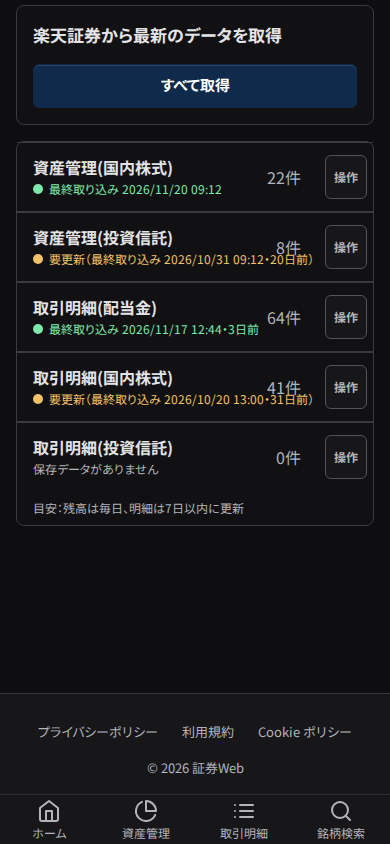 楽天証券から最新のデータを取得
すべて取得
資産管理(国内株式)
最終取り込み 2026/11/20 09:12
22件
操作
資産管理(投資信託)
要更新(最終取り込み 2026/10/31 09:12・20日前)
8件
操作
取引明細(配当金)
最終取り込み 2026/11/17 12:44・3日前
64件
操作
取引明細(国内株式)
要更新(最終取り込み 2026/10/20 13:00・31日前)
41件
操作
取引明細(投資信託)
保存データがありません
0件
操作
目安:残高は毎日、明細は7日以内に更新
プライバシーポリシー 利用規約 Cookie ポリシー
© 2026 証券Web
ホーム 資産管理 取引明細 銘柄検索